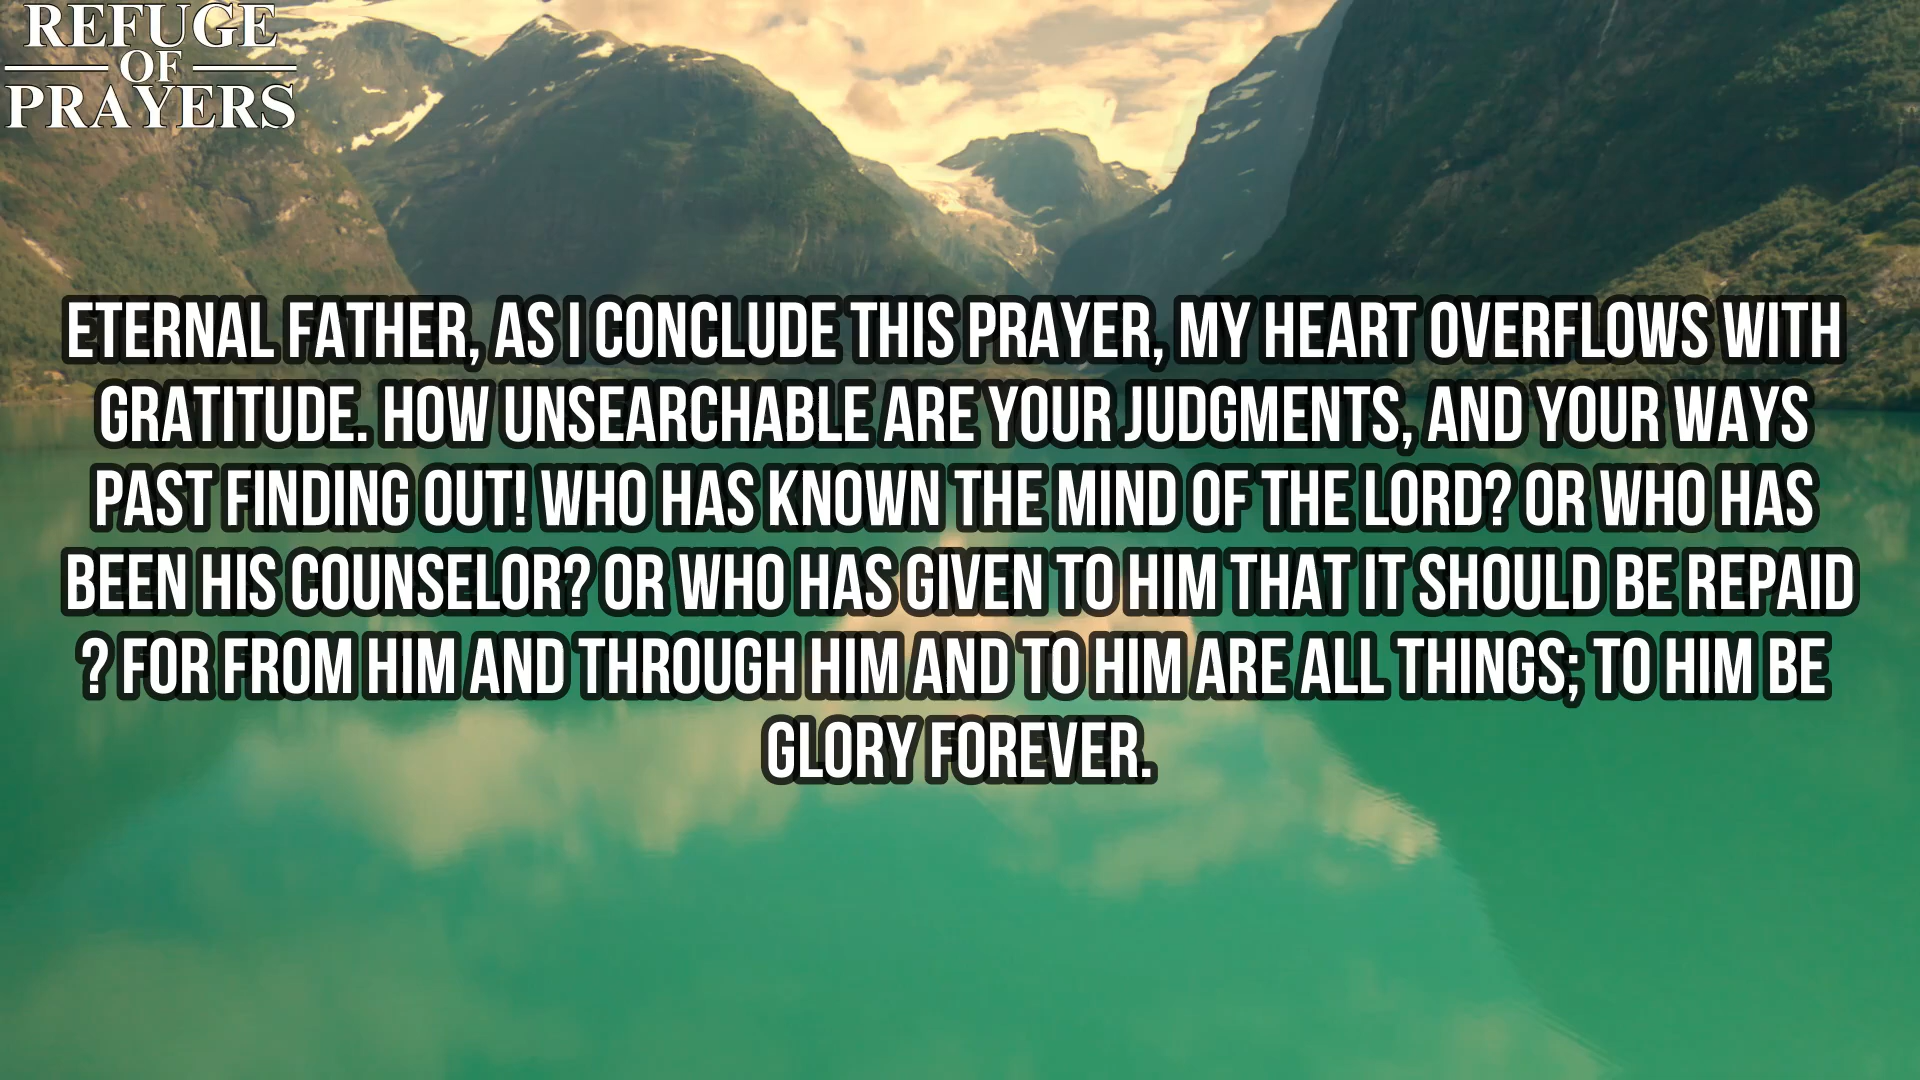 REFUGE
OF
PRAYERS
ETERNAL FATHER, AS I CONCLUDE THIS PRAYER, MY HEART OVERFLOWS WITH
GRATITUDE. HOW UNSEARCHABLE ARE YOUR JUDGMENTS, AND YOUR WAYS
PAST FINDING OUT! WHO HAS KNOWN THE MIND OF THE LORD? OR WHO HAS
BEEN HIS COUNSELOR? OR WHO HAS GIVEN TO HIM THAT IT SHOULD BE REPAID
? FOR FROM HIM AND THROUGH HIM AND TO HIM ARE ALL THINGS; TO HIM BE
GLORY FOREVER.